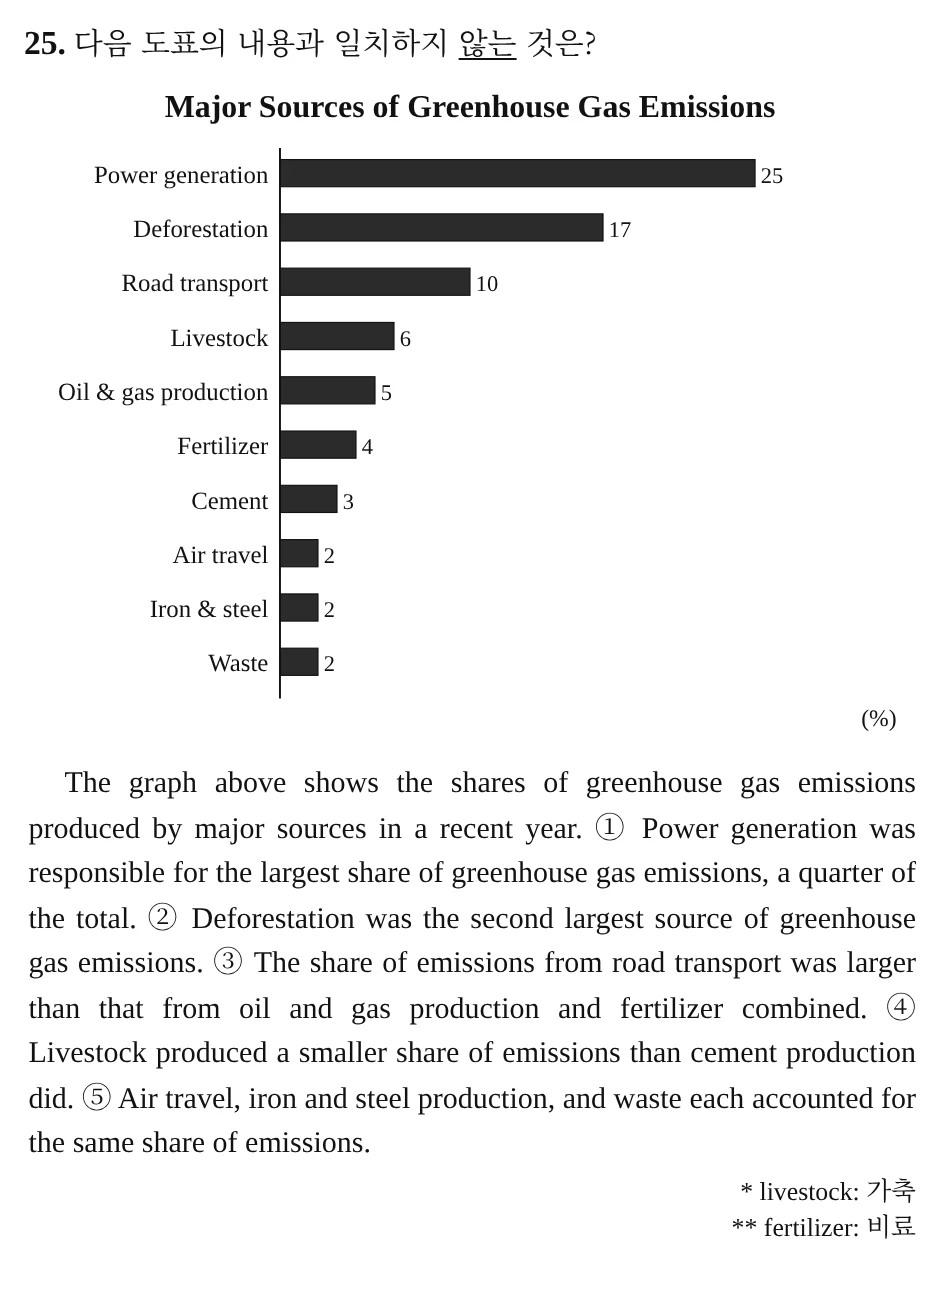 25. 다음 도표의 내용과 일치하지 않는 것은?
Major Sources of Greenhouse Gas Emissions
Power generation 25
Deforestation 17
Road transport 10
Livestock 6
Oil & gas production 5
Fertilizer 4
Cement 3
Air travel 2
Iron & steel 2
Waste 2
(%)
The graph above shows the shares of greenhouse gas emissions
produced by major sources in a recent year. ① Power generation was
responsible for the largest share of greenhouse gas emissions, a quarter of
the total. ② Deforestation was the second largest source of greenhouse
gas emissions. ③ The share of emissions from road transport was larger
than that from oil and gas production and fertilizer combined. ④
Livestock produced a smaller share of emissions than cement production
did. ⑤ Air travel, iron and steel production, and waste each accounted for
the same share of emissions.
* livestock: 가축
** fertilizer: 비료